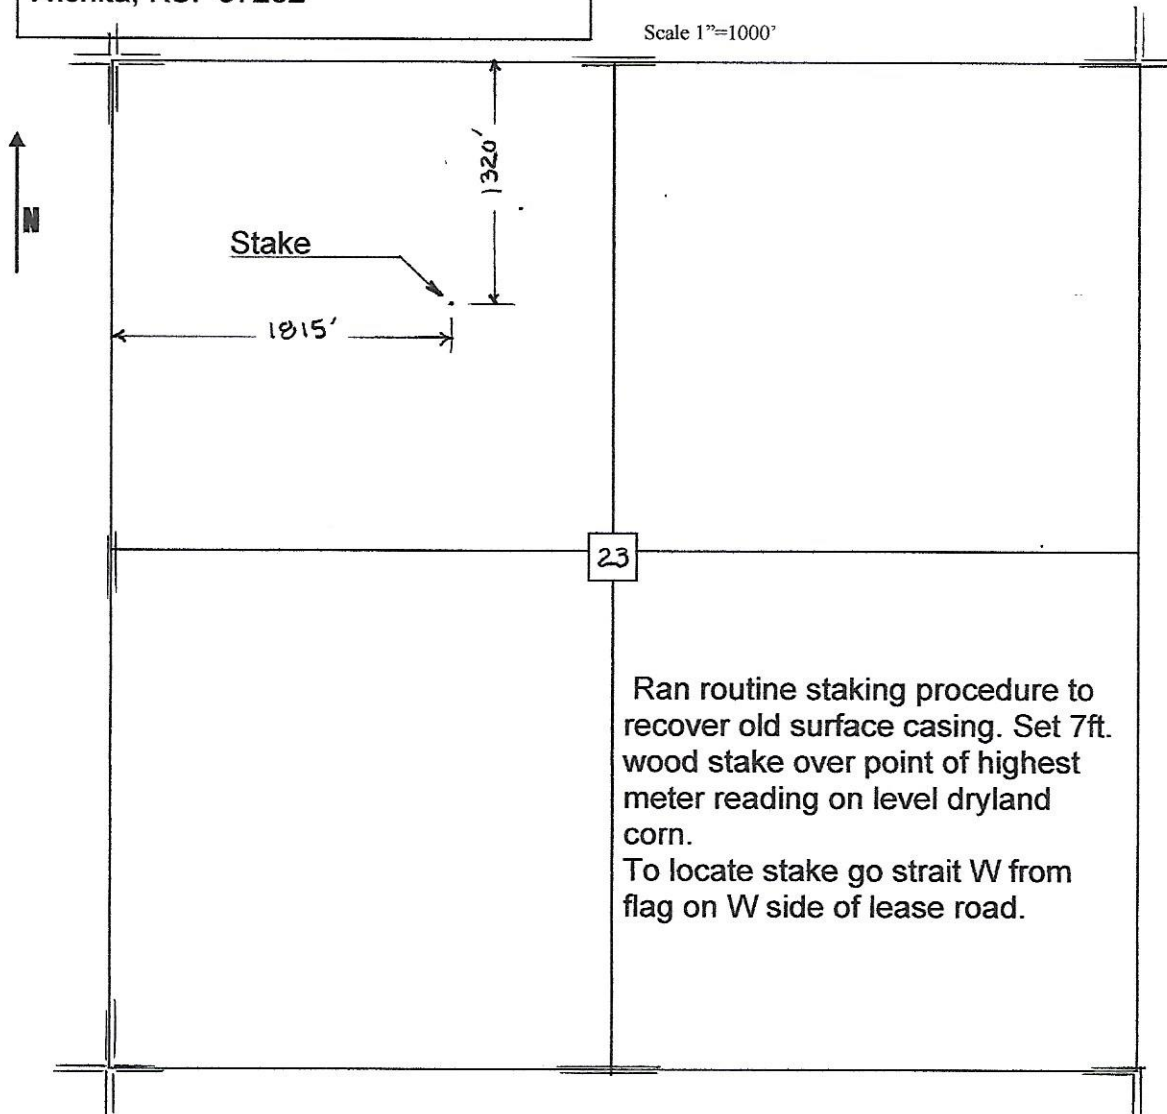 Scale 1”=1000’
1320'
N
Stake
1815'
23
Ran routine staking procedure to
recover old surface casing. Set 7ft.
wood stake over point of highest
meter reading on level dryland
corn.
To locate stake go strait W from
flag on W side of lease road.